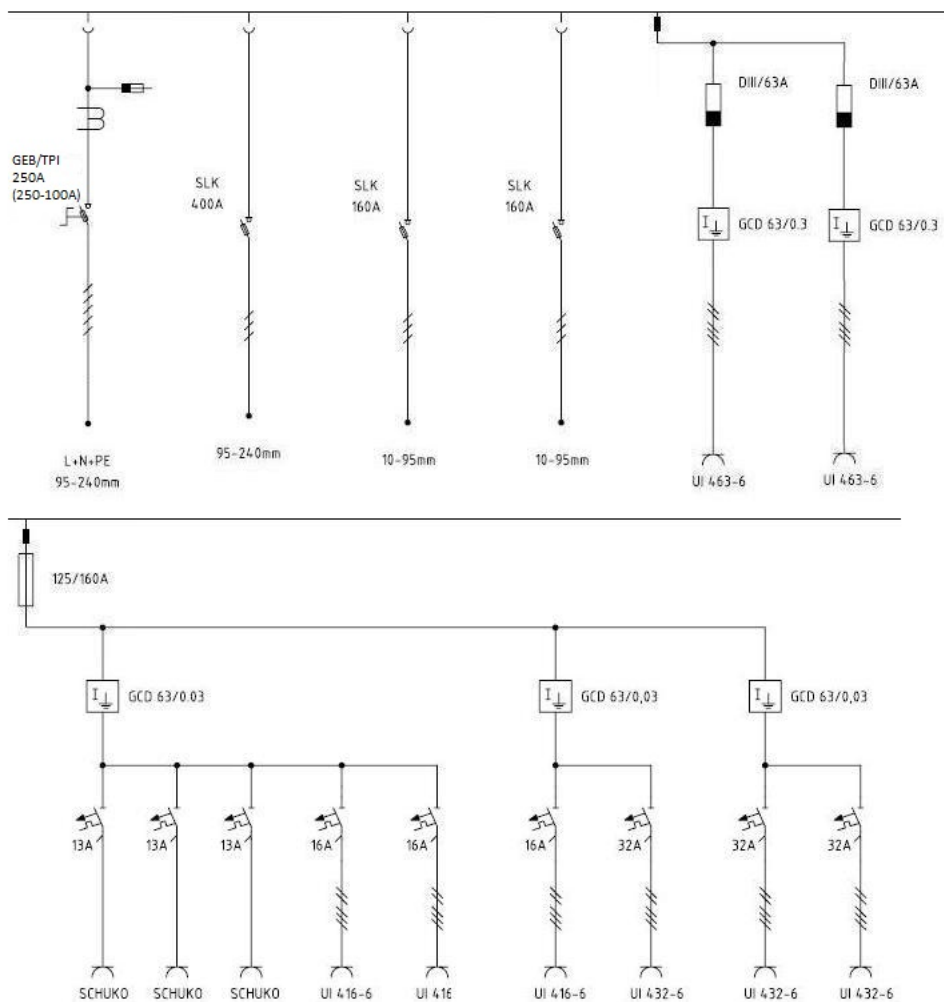 GEB/TPI
250A
(250-100A)
SLK
400A
SLK
160A
SLK
160A
DIII/63A
DIII/63A
I
GCD 63/0.3
I
GCD 63/0.3
L+N+PE
95-240mm
95-240mm
10-95mm
10-95mm
UI 463-6
UI 463-6
125/160A
I
GCD 63/0.03
I
GCD 63/0,03
I
GCD 63/0,03
13A
13A
13A
16A
16A
16A
32A
32A
32A
SCHUKO
SCHUKO
SCHUKO
UI 416-6
UI 416
UI 416-6
UI 432-6
UI 432-6
UI 432-6